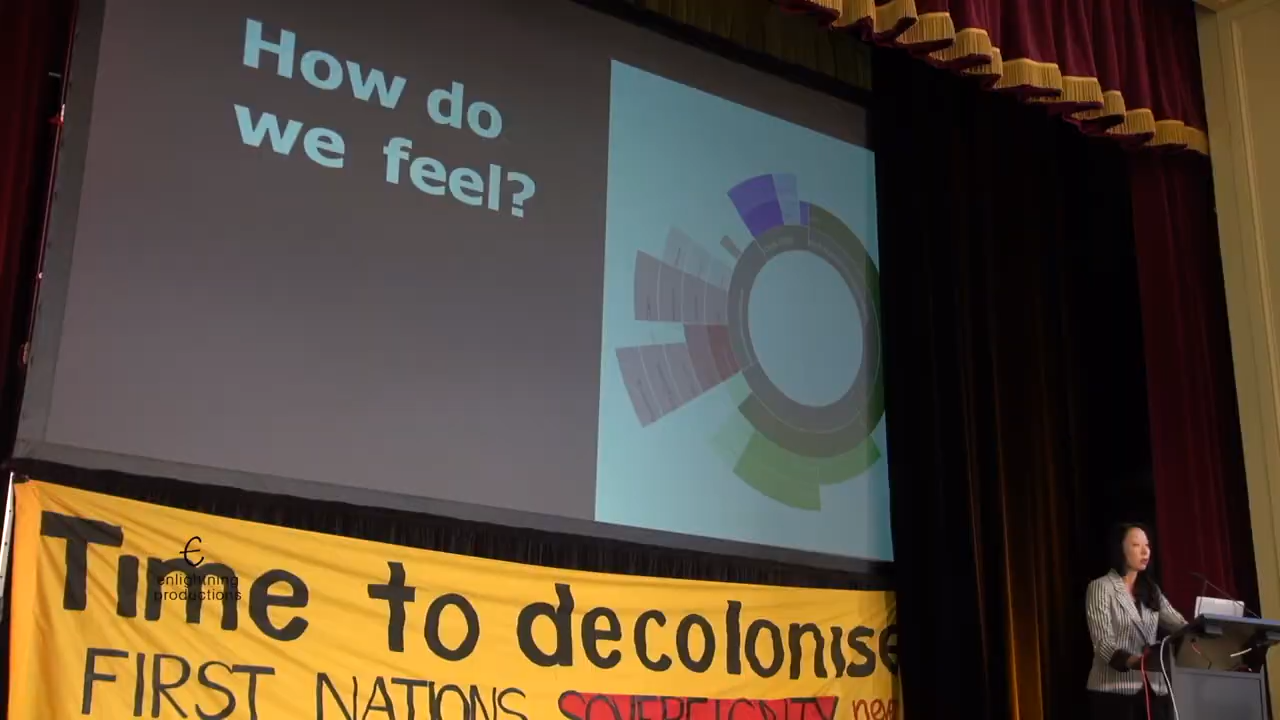 How do
we feel?
Time to decolonise
FIRST NATIONS SOVEREIGNTY
enlightning
productions